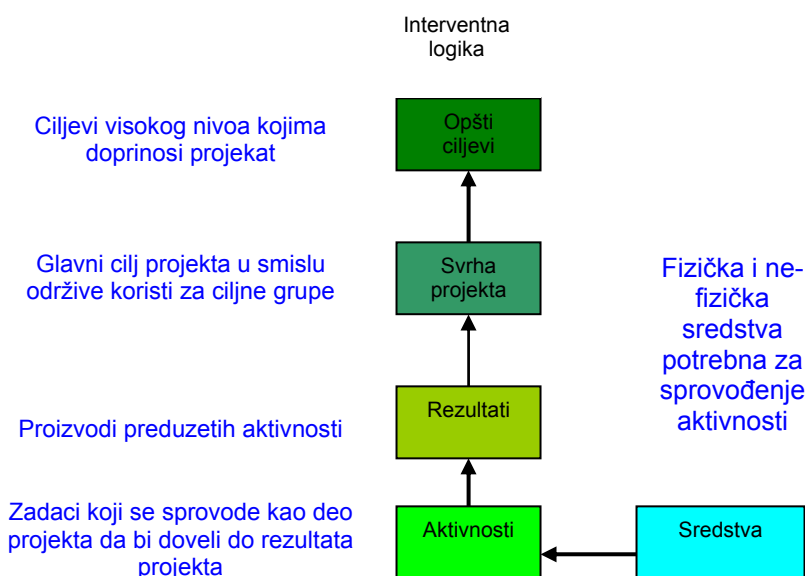 Interventna
logika
Ciljevi visokog nivoa kojima
doprinosi projekat
Opšti
ciljevi
Glavni cilj projekta u smislu
održive koristi za ciljne grupe
Svrha
projekta
Fizička i ne-
fizička
sredstva
potrebna za
sprovođenje
aktivnosti
Proizvodi preduzetih aktivnosti
Rezultati
Zadaci koji se sprovode kao deo
projekta da bi doveli do rezultata
projekta
Aktivnosti
Sredstva